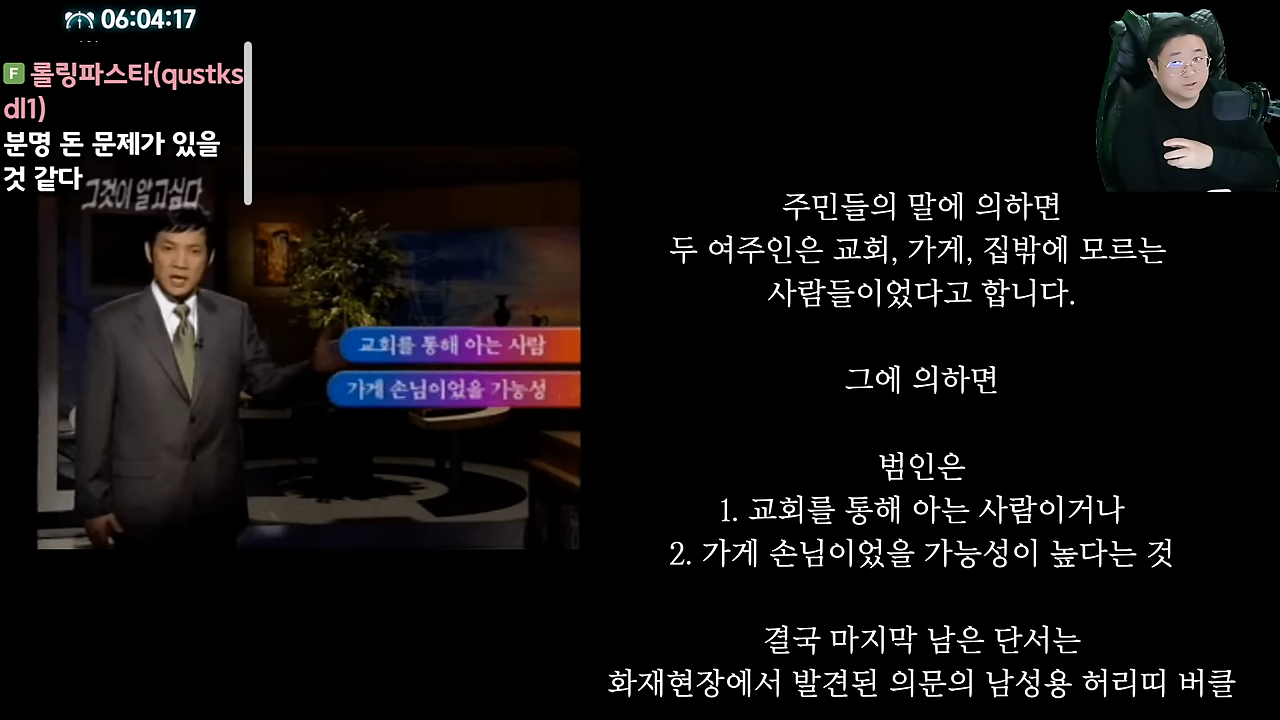 06:04:17
F 롤링파스타(qustks
dl1)
분명 돈 문제가 있을
것 같다
그것이 알고싶다
교회를 통해 아는 사람
가게 손님이었을 가능성
주민들의 말에 의하면
두 여주인은 교회, 가게, 집밖에 모르는
사람들이었다고 합니다.
그에 의하면
범인은
1. 교회를 통해 아는 사람이거나
2. 가게 손님이었을 가능성이 높다는 것
결국 마지막 남은 단서는
화재현장에서 발견된 의문의 남성용 허리띠 버클